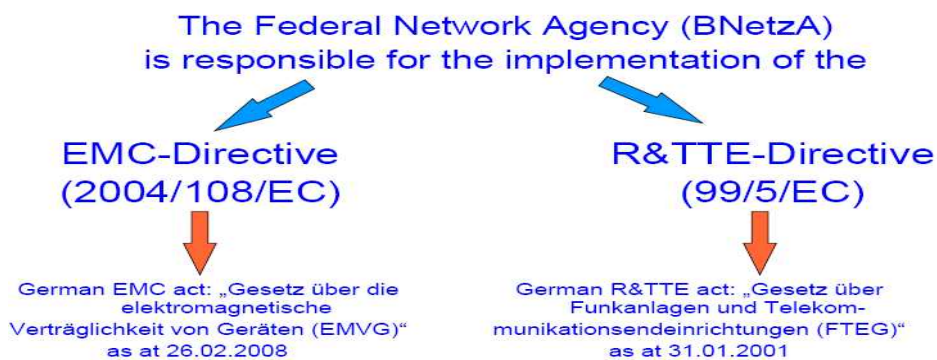 The Federal Network Agency (BNetzA)
is responsible for the implementation of the
EMC-Directive
(2004/108/EC)
R&TTE-Directive
(99/5/EC)
German EMC act: „Gesetz über die
elektromagnetische
Verträglichkeit von Geräten (EMVG)“
as at 26.02.2008
German R&TTE act: „Gesetz über
Funkanlagen und Telekom-
munikationsendeinrichtungen (FTEG)“
as at 31.01.2001